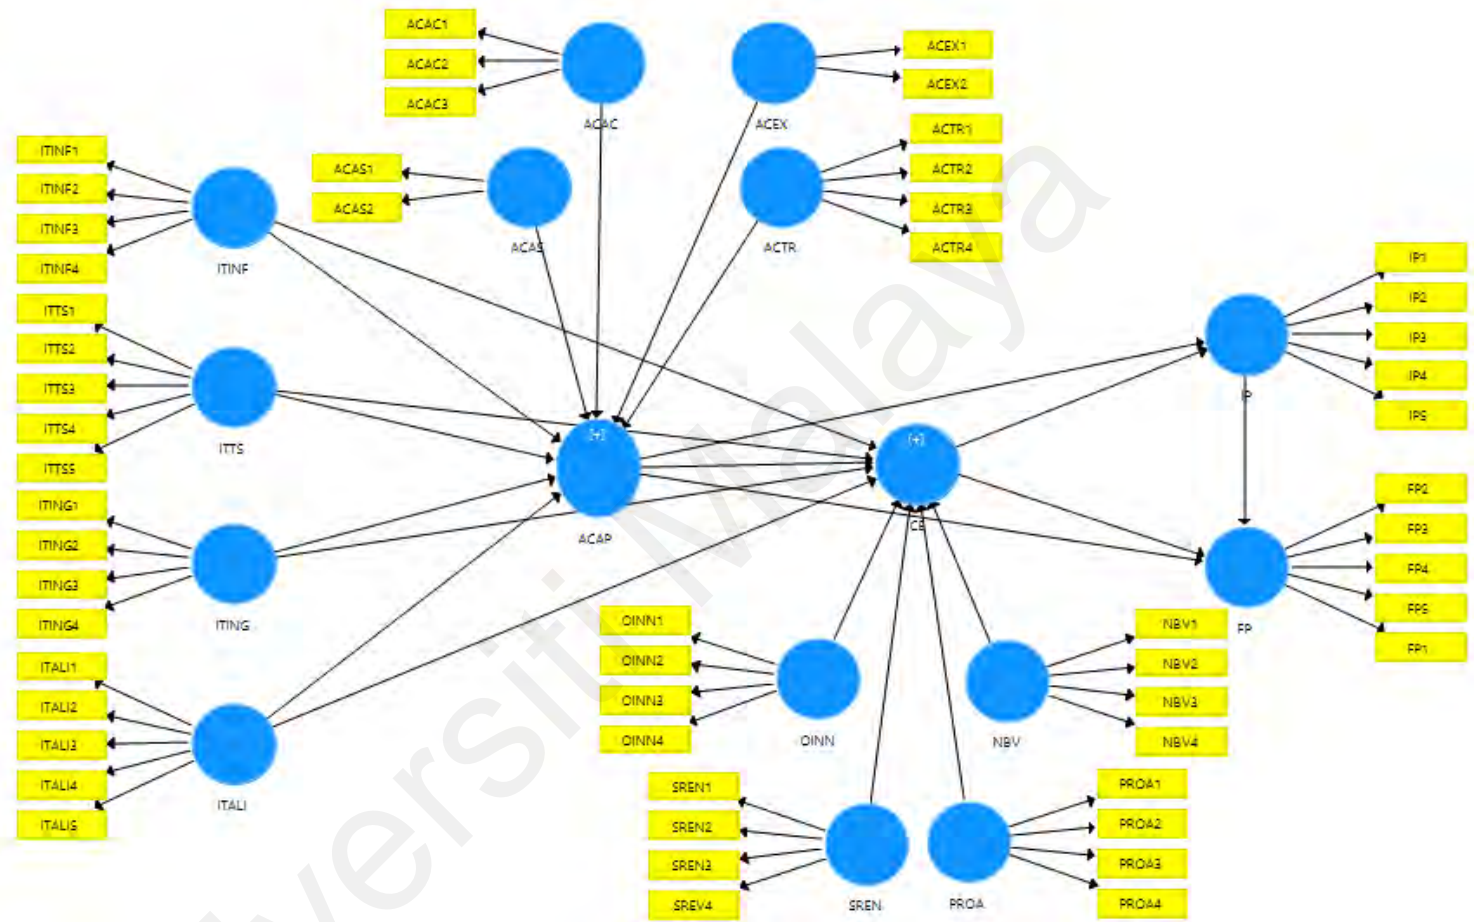 ACAC1
ACAC2
ACAC3
ACAC
ACEX
ACEX1
ACEX2
ACTR1
ACTR2
ACTR3
ACTR4
ACTR
ACAS1
ACAS2
ACAS
ITINF1
ITINF2
ITINF3
ITINF4
ITINF
ITTS1
ITTS2
ITTS3
ITTS4
ITTS5
ITTS
ITING1
ITING2
ITING3
ITING4
ITING
ITALI1
ITALI2
ITALI3
ITALI4
ITALI5
ITALI
[+]
ACAP
[+]
CE
IP1
IP2
IP3
IP4
IP5
IP
FP2
FP3
FP4
FP5
FP1
FP
OINN1
OINN2
OINN3
OINN4
OINN
NBV1
NBV2
NBV3
NBV4
NBV
SREN1
SREN2
SREN3
SREV4
SREN
PROA1
PROA2
PROA3
PROA4
PROA
versiti Malaya